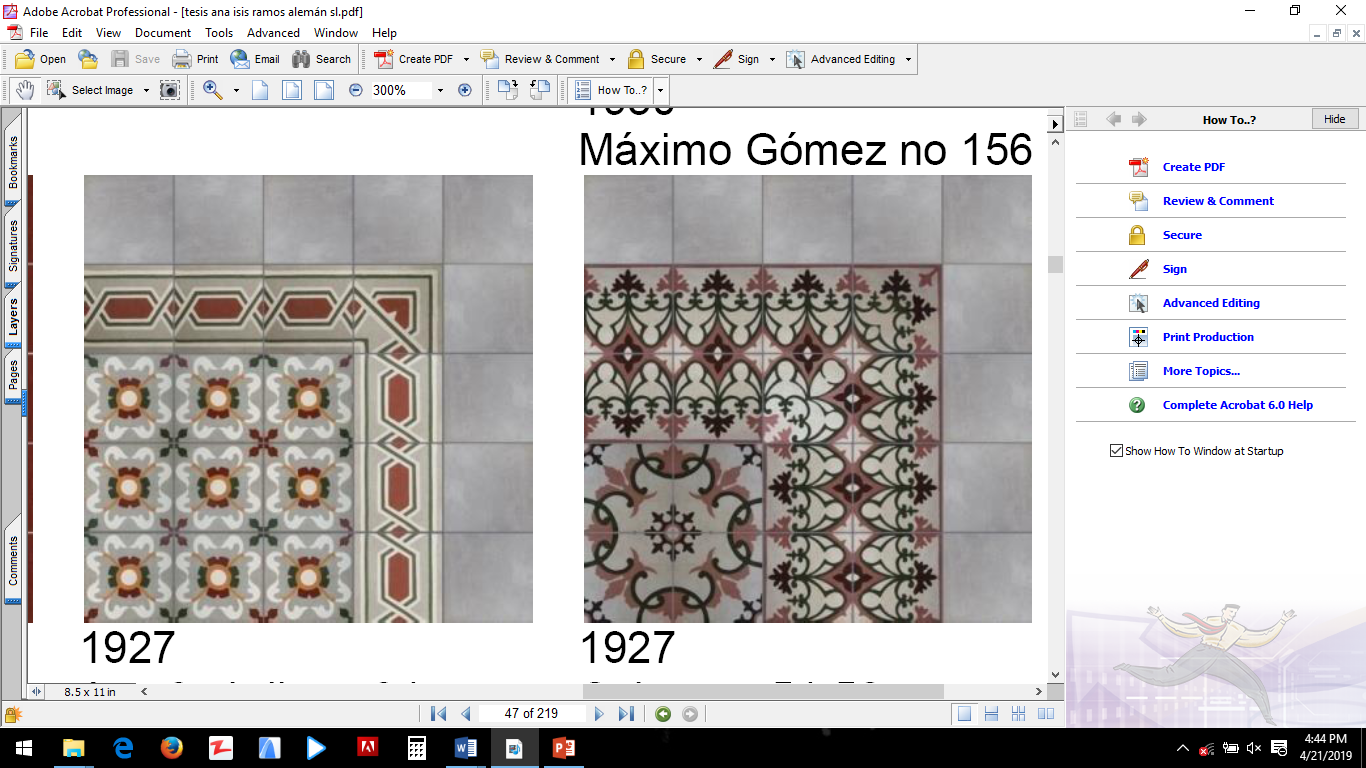 Adobe Acrobat Professional - [tesis ana isis ramos alemán sl.pdf]
File Edit View Document Tools Advanced Window Help
Open Save Print Email Search Create PDF Review & Comment Secure Sign Advanced Editing
Select Image 300% How To..?
How To..? Hide
Bookmarks
Signatures
Layers
Pages
Comments
Máximo Gómez no 156
1927
1927
Create PDF
Review & Comment
Secure
Sign
Advanced Editing
Print Production
More Topics...
Complete Acrobat 6.0 Help
Show How To Window at Startup
8.5 x 11 in
47 of 219
4:44 PM
4/21/2019